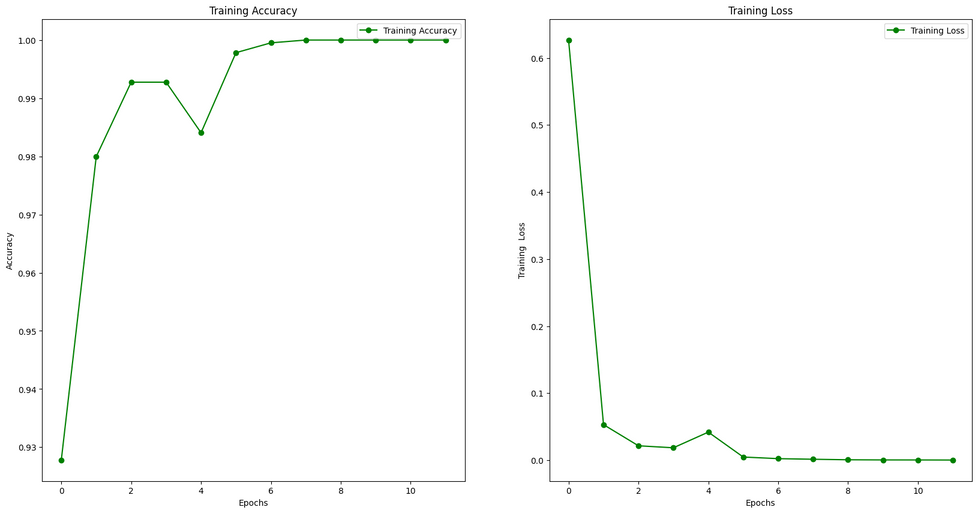 Training Accuracy
Training Accuracy
1.00
0.99
0.98
0.97
0.96
0.95
0.94
0.93
Accuracy
0 2 4 6 8 10
Epochs
Training Loss
Training Loss
0.6
0.5
0.4
0.3
0.2
0.1
0.0
Training Loss
0 2 4 6 8 10
Epochs